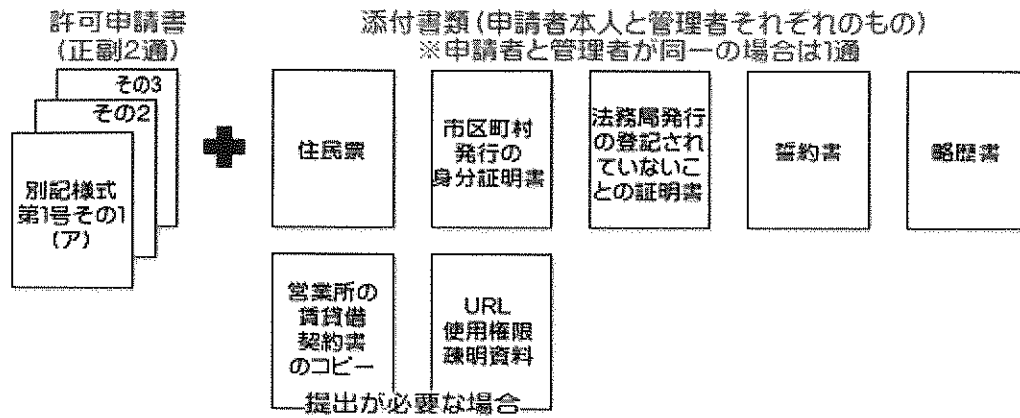 許可申請書
(正副2通)
添付書類(申請者本人と管理者それぞれのもの)
※申請者と管理者が同一の場合は1通
その3
その2
別記様式
第1号その1
(ア)
住民票
市区町村
発行の
身分証明書
法務局発行
の登記され
ていないこ
との証明書
誓約書
略歴書
営業所の
賃貸借
契約書
のコピー
URL
使用権限
疎明資料
提出が必要な場合